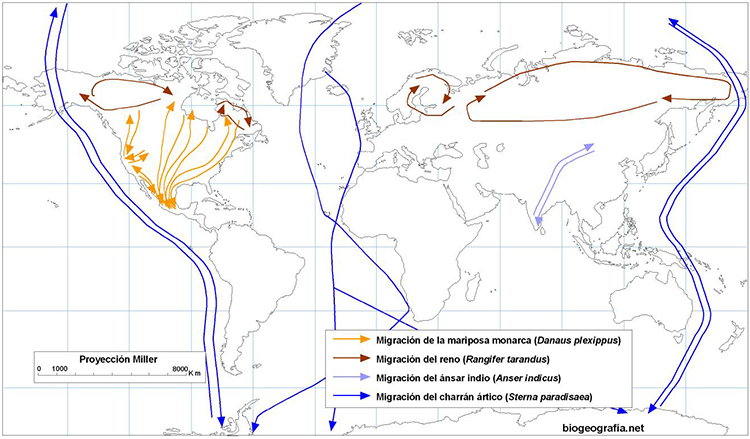 Proyección Miller
0 1000 8000 Km
Migración de la mariposa monarca (Danaus plexippus)
Migración del reno (Rangifer tarandus)
Migración del ánsar indio (Anser indicus)
Migración del charrán ártico (Sterna paradisaea)
biogeografía.net